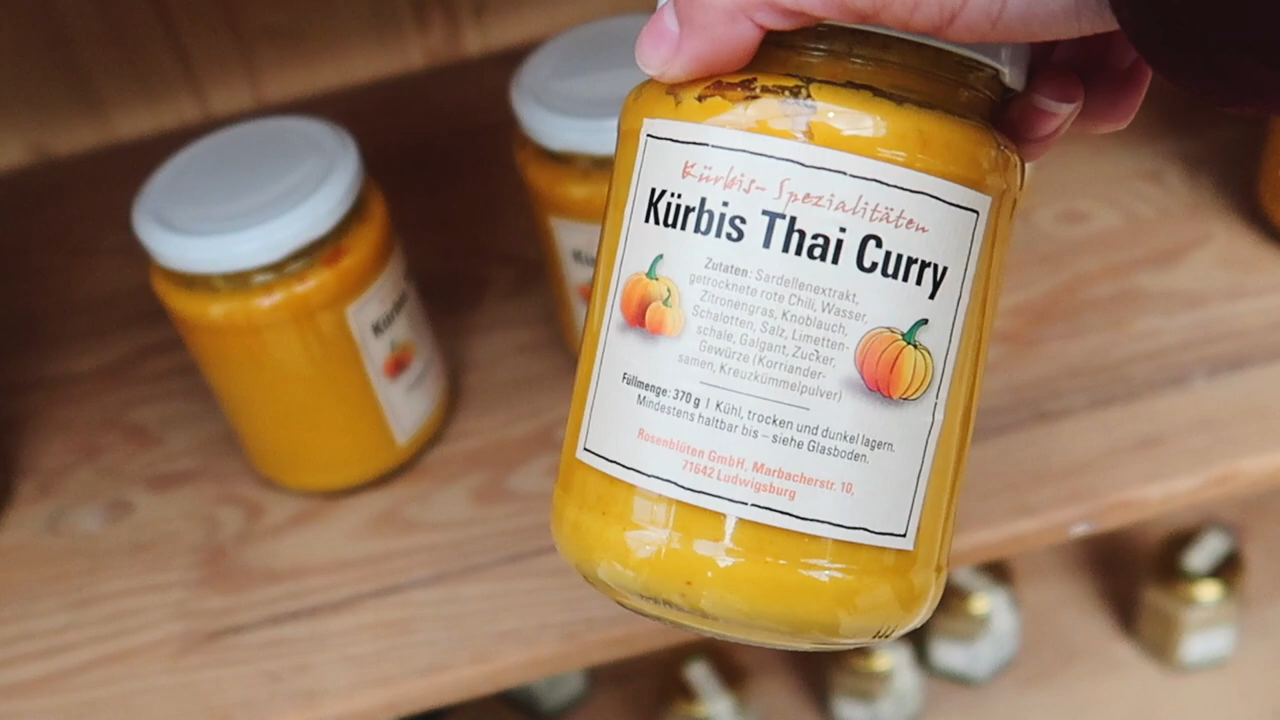 Kürbis- Spezialitäten
Kürbis Thai Curry
Zutaten: Sardellenextrakt,
getrocknete rote Chili, Wasser,
Zitronengras, Knoblauch,
Schalotten, Salz, Limetten-
schale, Galgant, Zucker,
Gewürze (Korriander-
samen, Kreuzkümmelpulver)
Füllmenge: 370 g | Kühl, trocken und dunkel lagern.
Mindestens haltbar bis – siehe Glasboden.
Rosenblüten GmbH, Marbacherstr. 10,
71642 Ludwigsburg